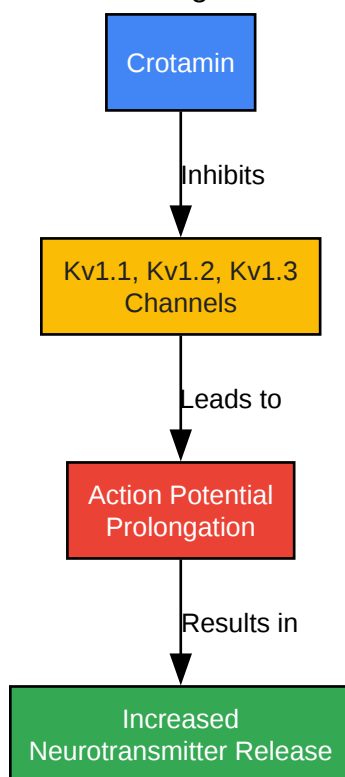 Crotamin
Inhibits
Kv1.1, Kv1.2, Kv1.3
Channels
Leads to
Action Potential
Prolongation
Results in
Increased
Neurotransmitter Release